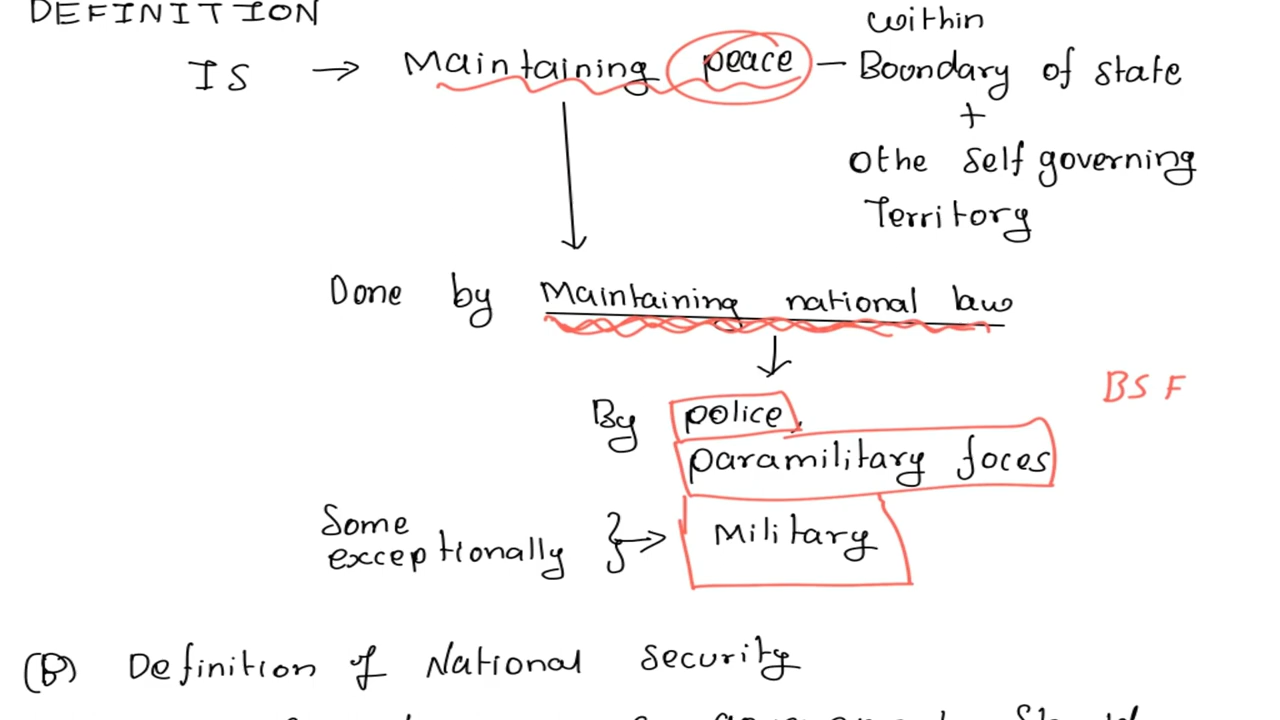 DEFINITION
within
IS → Maintaining peace — Boundary of state
+
Othe Self governing
Territory
Done by Maintaining national law
BSF
By police,
paramilitary foces
Some
exceptionally } → Military
(B) Definition of National security